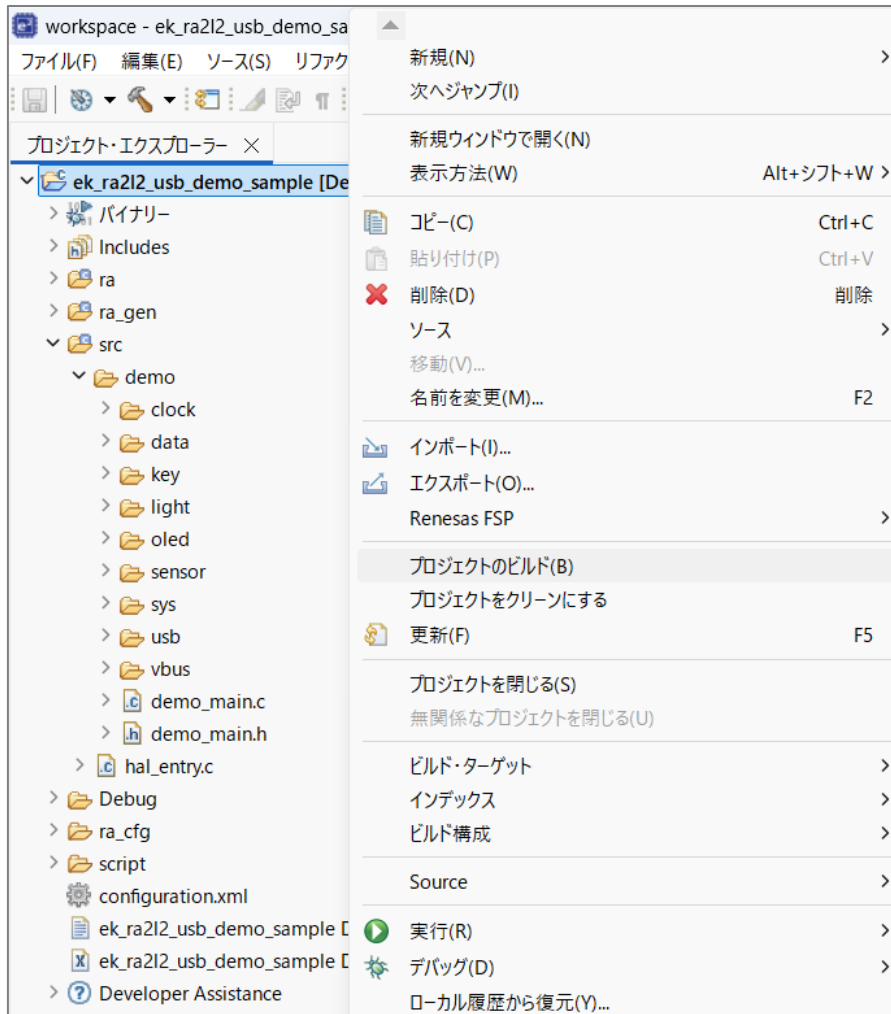 workspace - ek_ra2l2_usb_demo_sa
ファイル(F) 編集(E) ソース(S) リファク
プロジェクト・エクスプローラー
ek_ra2l2_usb_demo_sample [De
バイナリー
Includes
ra
ra_gen
src
demo
clock
data
key
light
oled
sensor
sys
usb
vbus
demo_main.c
demo_main.h
hal_entry.c
Debug
ra_cfg
script
configuration.xml
ek_ra2l2_usb_demo_sample D
ek_ra2l2_usb_demo_sample D
Developer Assistance
新規(N)
次へジャンプ(I)
新規ウィンドウで開く(N)
表示方法(W) Alt+シフト+W
コピー(C) Ctrl+C
貼り付け(P) Ctrl+V
削除(D) 削除
ソース
移動(V)...
名前を変更(M)... F2
インポート(I)...
エクスポート(O)...
Renesas FSP
プロジェクトのビルド(B)
プロジェクトをクリーンにする
更新(F) F5
プロジェクトを閉じる(S)
無関係なプロジェクトを閉じる(U)
ビルド・ターゲット
インデックス
ビルド構成
Source
実行(R)
デバッグ(D)
ローカル履歴から復元(Y)...